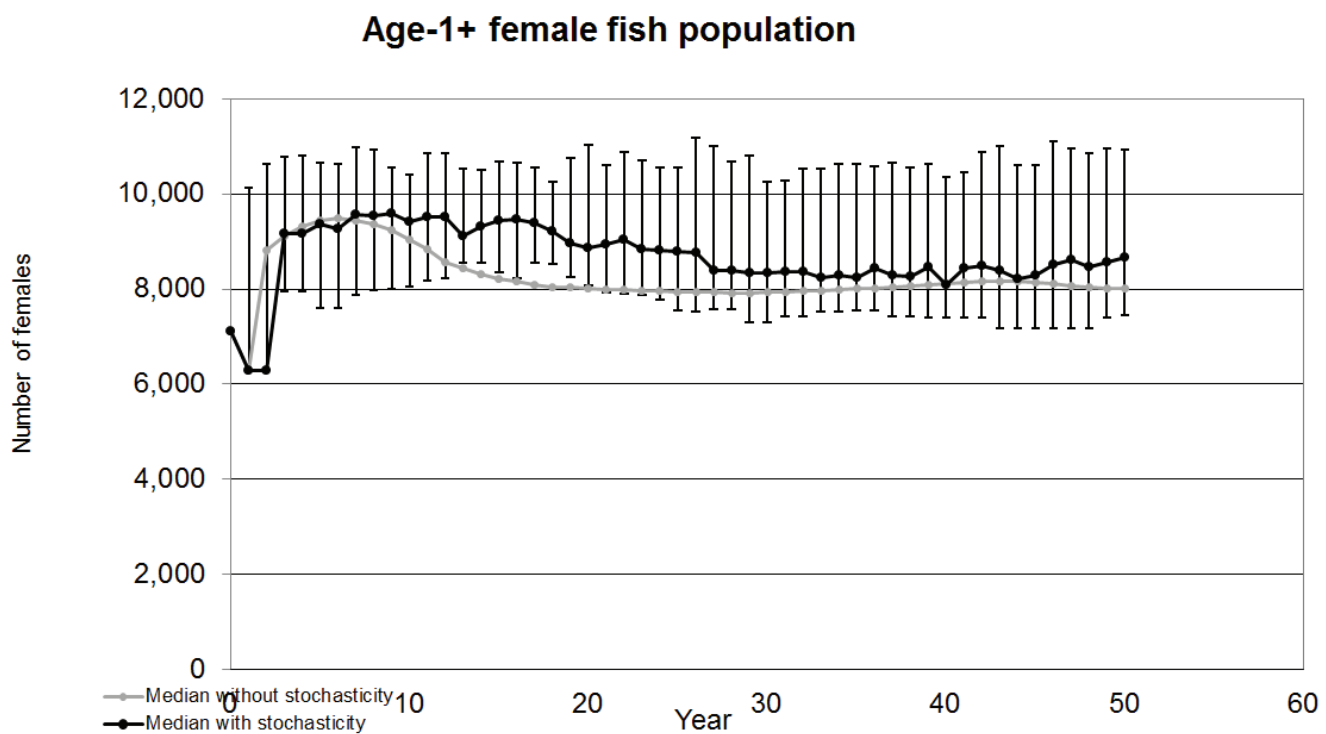 Age-1+ female fish population
Number of females
12,000
10,000
8,000
6,000
4,000
2,000
0
0 10 20 30 40 50 60
Year
Median without stochasticity
Median with stochasticity